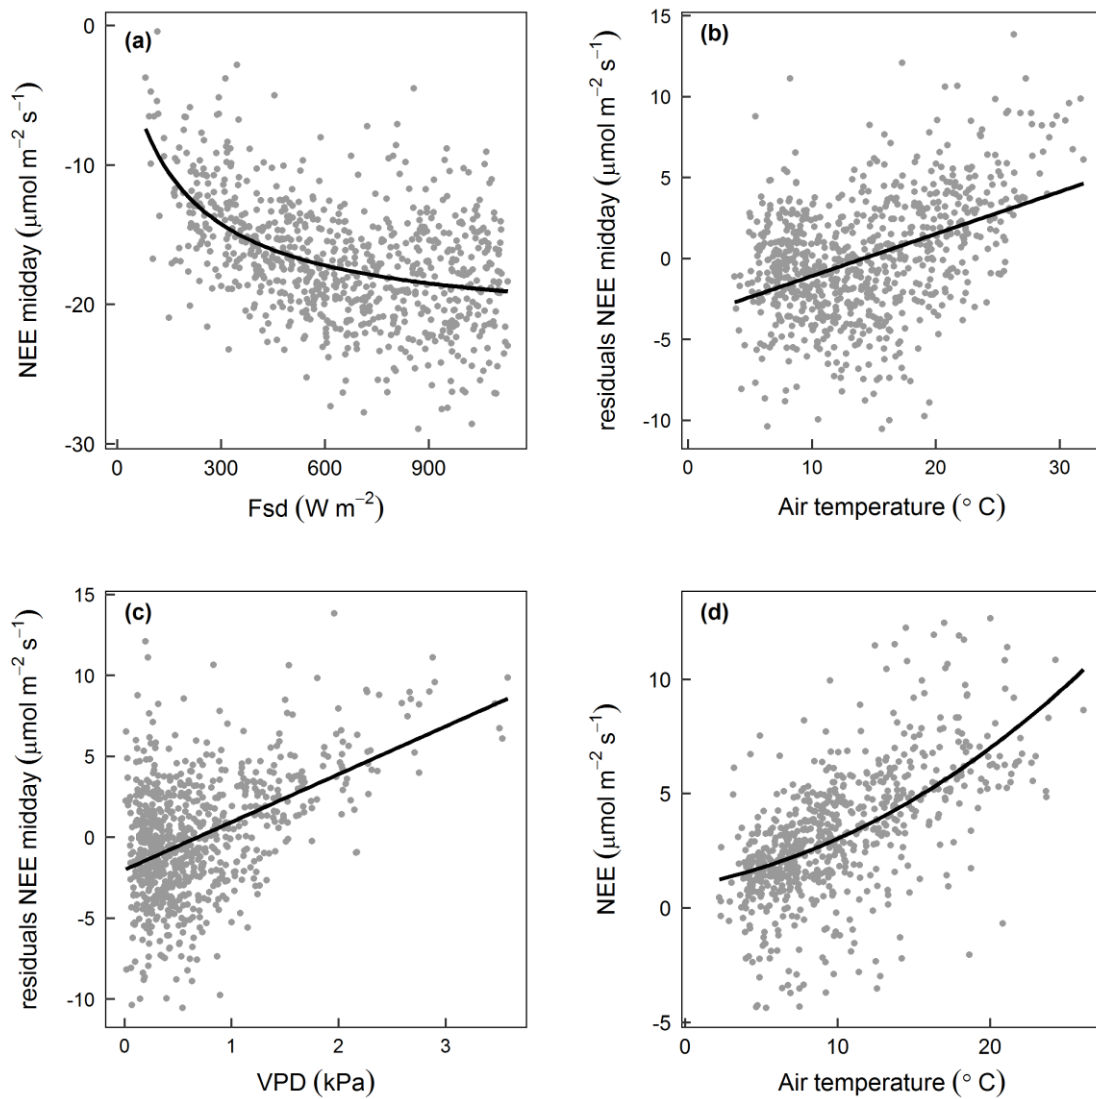 (a)
NEE midday (µmol m⁻² s⁻¹)
0
-10
-20
-30
0 300 600 900
Fsd (W m⁻²)
(b)
residuals NEE midday (µmol m⁻² s⁻¹)
15
10
5
0
-5
-10
0 10 20 30
Air temperature (° C)
(c)
residuals NEE midday (µmol m⁻² s⁻¹)
15
10
5
0
-5
-10
0 1 2 3
VPD (kPa)
(d)
NEE (µmol m⁻² s⁻¹)
10
5
0
-5
0 10 20
Air temperature (° C)